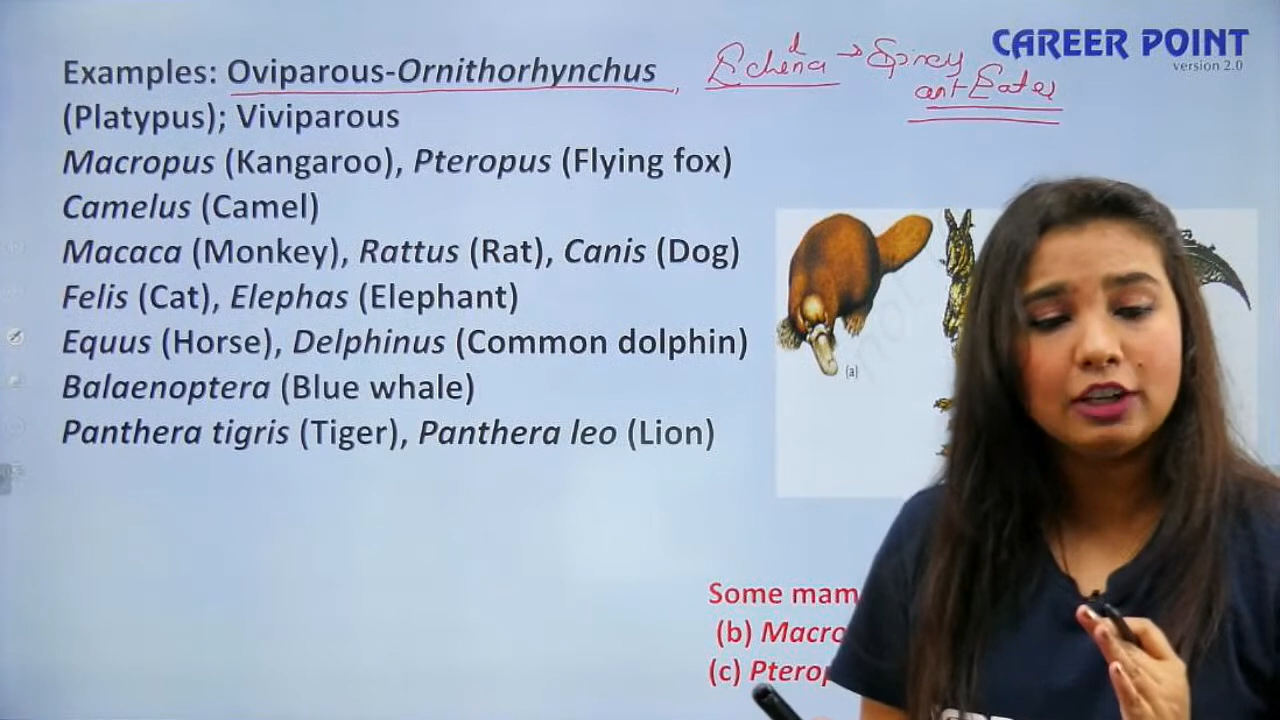 CAREER POINT
version 2.0
Examples: Oviparous-Ornithorhynchus
(Platypus); Viviparous
Macropus (Kangaroo), Pteropus (Flying fox)
Camelus (Camel)
Macaca (Monkey), Rattus (Rat), Canis (Dog)
Felis (Cat), Elephas (Elephant)
Equus (Horse), Delphinus (Common dolphin)
Balaenoptera (Blue whale)
Panthera tigris (Tiger), Panthera leo (Lion)
→ Spiney
ant Eater
(a)
Some mam
(b) Macro
(c) Pterop